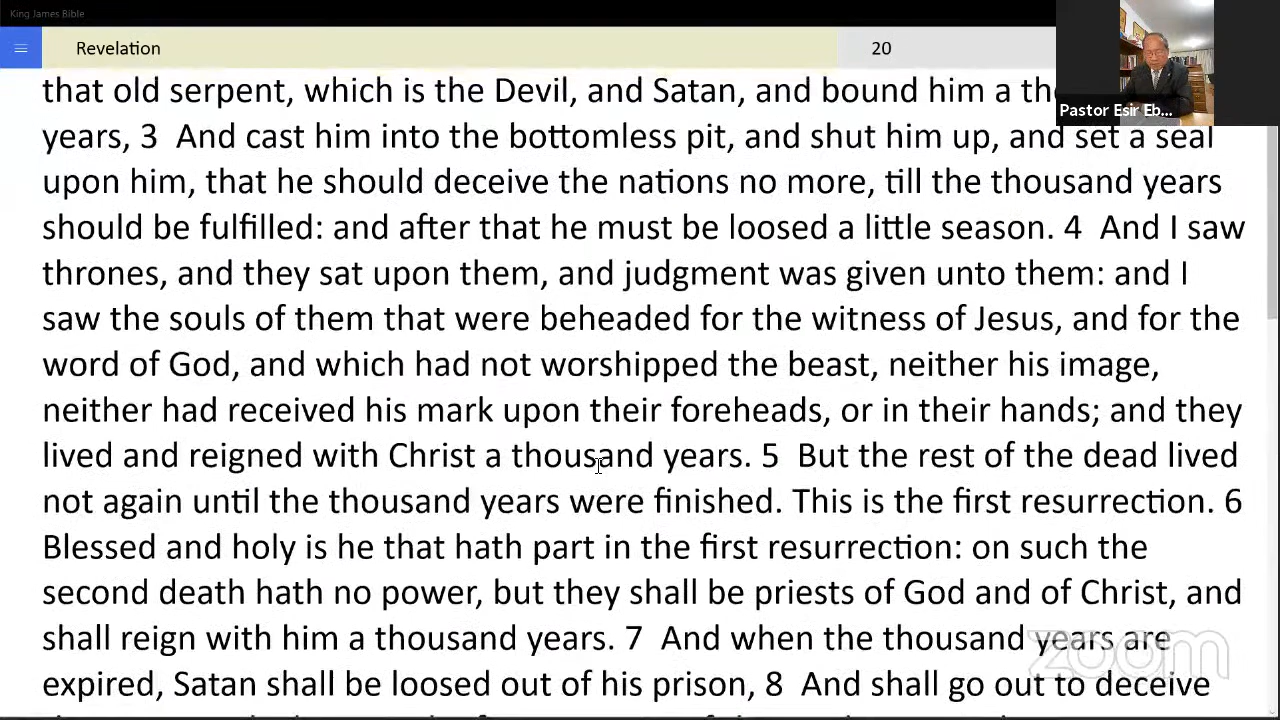 King James Bible
Revelation
20
that old serpent, which is the Devil, and Satan, and bound him a
Pastor Esir Eb...
years, 3 And cast him into the bottomless pit, and shut him up, and set a seal
upon him, that he should deceive the nations no more, till the thousand years
should be fulfilled: and after that he must be loosed a little season. 4 And I saw
thrones, and they sat upon them, and judgment was given unto them: and I
saw the souls of them that were beheaded for the witness of Jesus, and for the
word of God, and which had not worshipped the beast, neither his image,
neither had received his mark upon their foreheads, or in their hands; and they
lived and reigned with Christ a thousand years. 5 But the rest of the dead lived
not again until the thousand years were finished. This is the first resurrection. 6
Blessed and holy is he that hath part in the first resurrection: on such the
second death hath no power, but they shall be priests of God and of Christ, and
shall reign with him a thousand years. 7 And when the thousand years are
zoom
expired, Satan shall be loosed out of his prison, 8 And shall go out to deceive